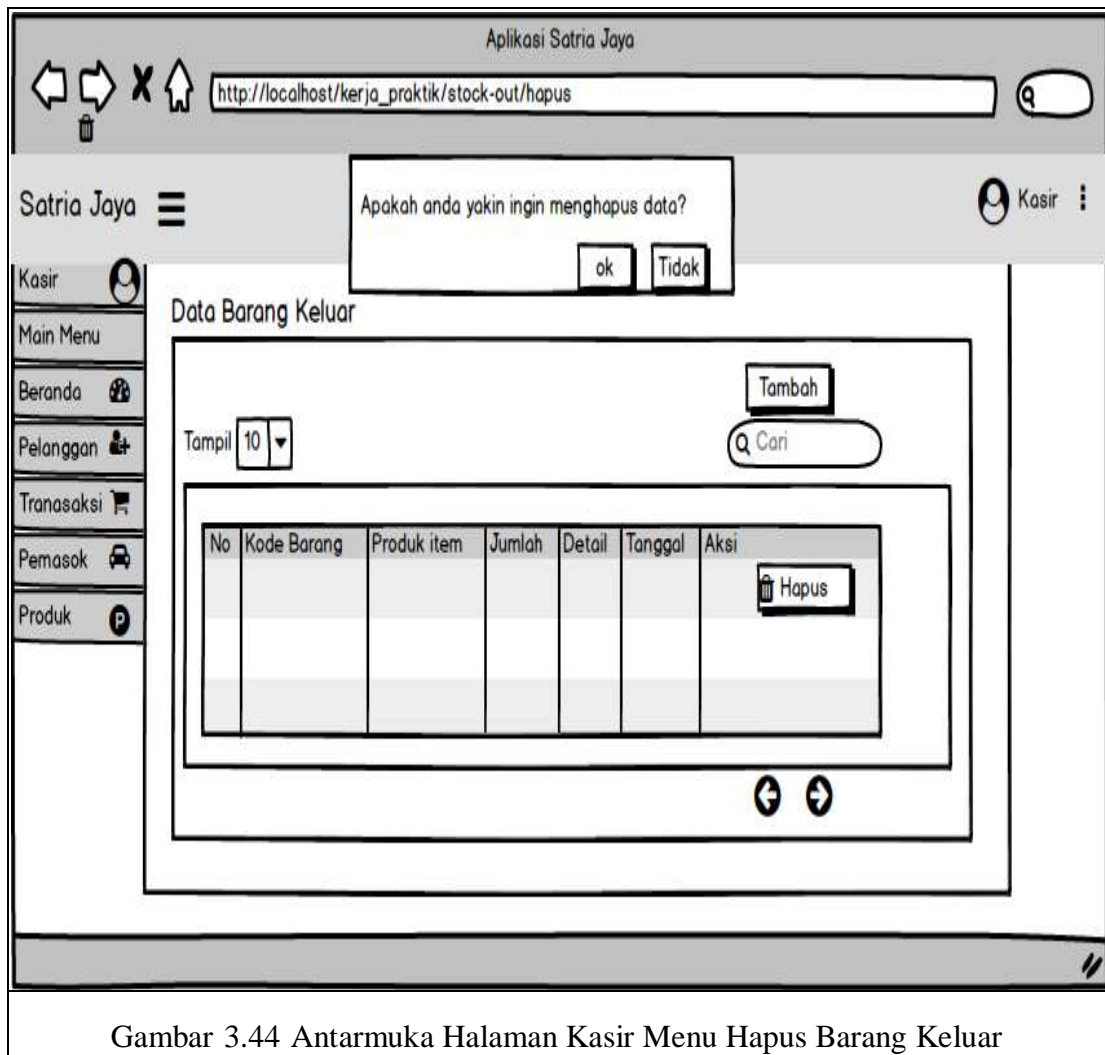 Aplikasi Satria Jaya
http://localhost/kerja_praktik/stock-out/hapus
Satria Jaya
Apakah anda yakin ingin menghapus data?
ok Tidak
Kasir
Kasir
Main Menu
Beranda
Pelanggan
Tranasaksi
Pemasok
Produk
Data Barang Keluar
Tambah
Tampil 10
Cari
No Kode Barang Produk item Jumlah Detail Tanggal Aksi
Hapus
Gambar 3.44 Antarmuka Halaman Kasir Menu Hapus Barang Keluar